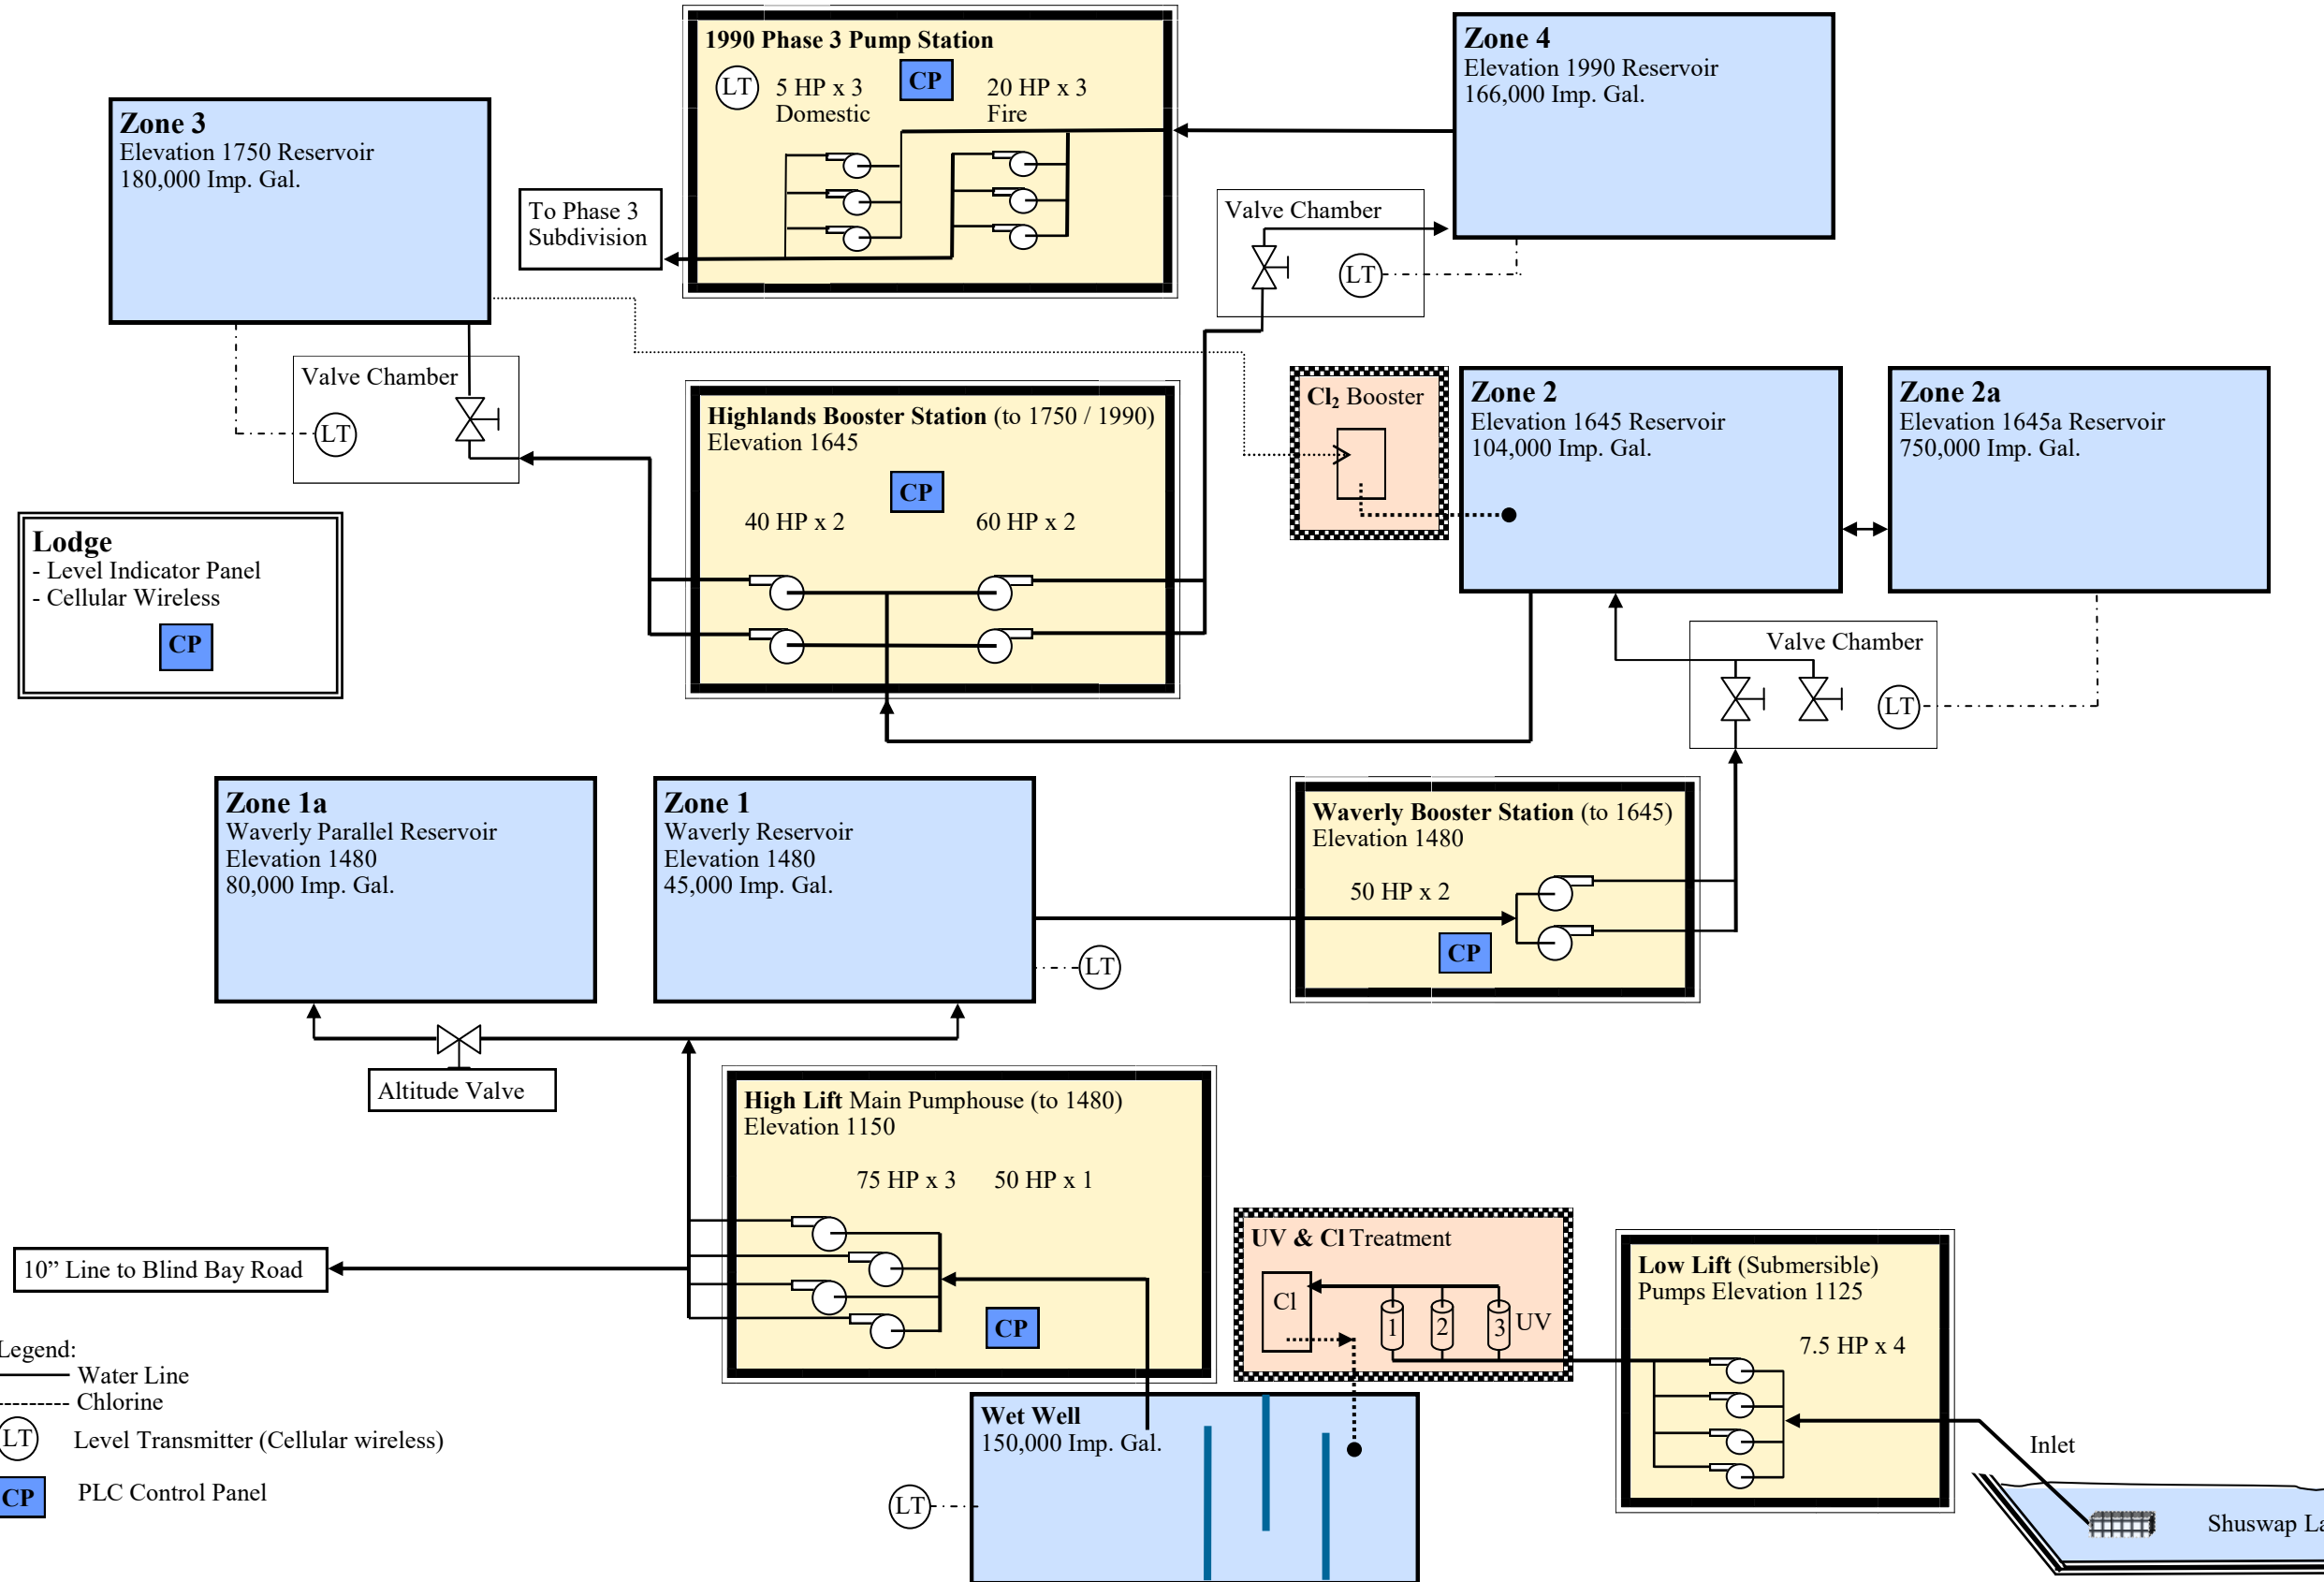 1990 Phase 3 Pump Station
LT
5 HP x 3
Domestic
CP
20 HP x 3
Fire
Zone 4
Elevation 1990 Reservoir
166,000 Imp. Gal.
Zone 3
Elevation 1750 Reservoir
180,000 Imp. Gal.
To Phase 3
Subdivision
Valve Chamber
LT
Valve Chamber
LT
Highlands Booster Station (to 1750 / 1990)
Elevation 1645
CP
40 HP x 2
60 HP x 2
Cl2 Booster
Zone 2
Elevation 1645 Reservoir
104,000 Imp. Gal.
Zone 2a
Elevation 1645a Reservoir
750,000 Imp. Gal.
Lodge
- Level Indicator Panel
- Cellular Wireless
CP
Valve Chamber
LT
Zone 1a
Waverly Parallel Reservoir
Elevation 1480
80,000 Imp. Gal.
Zone 1
Waverly Reservoir
Elevation 1480
45,000 Imp. Gal.
LT
Waverly Booster Station (to 1645)
Elevation 1480
50 HP x 2
CP
Altitude Valve
High Lift Main Pumphouse (to 1480)
Elevation 1150
75 HP x 3
50 HP x 1
CP
10” Line to Blind Bay Road
UV & Cl Treatment
Cl
1
2
3
UV
Low Lift (Submersible)
Pumps Elevation 1125
7.5 HP x 4
Wet Well
150,000 Imp. Gal.
LT
Inlet
Shuswap La
Legend:
Water Line
Chlorine
LT
Level Transmitter (Cellular wireless)
CP
PLC Control Panel